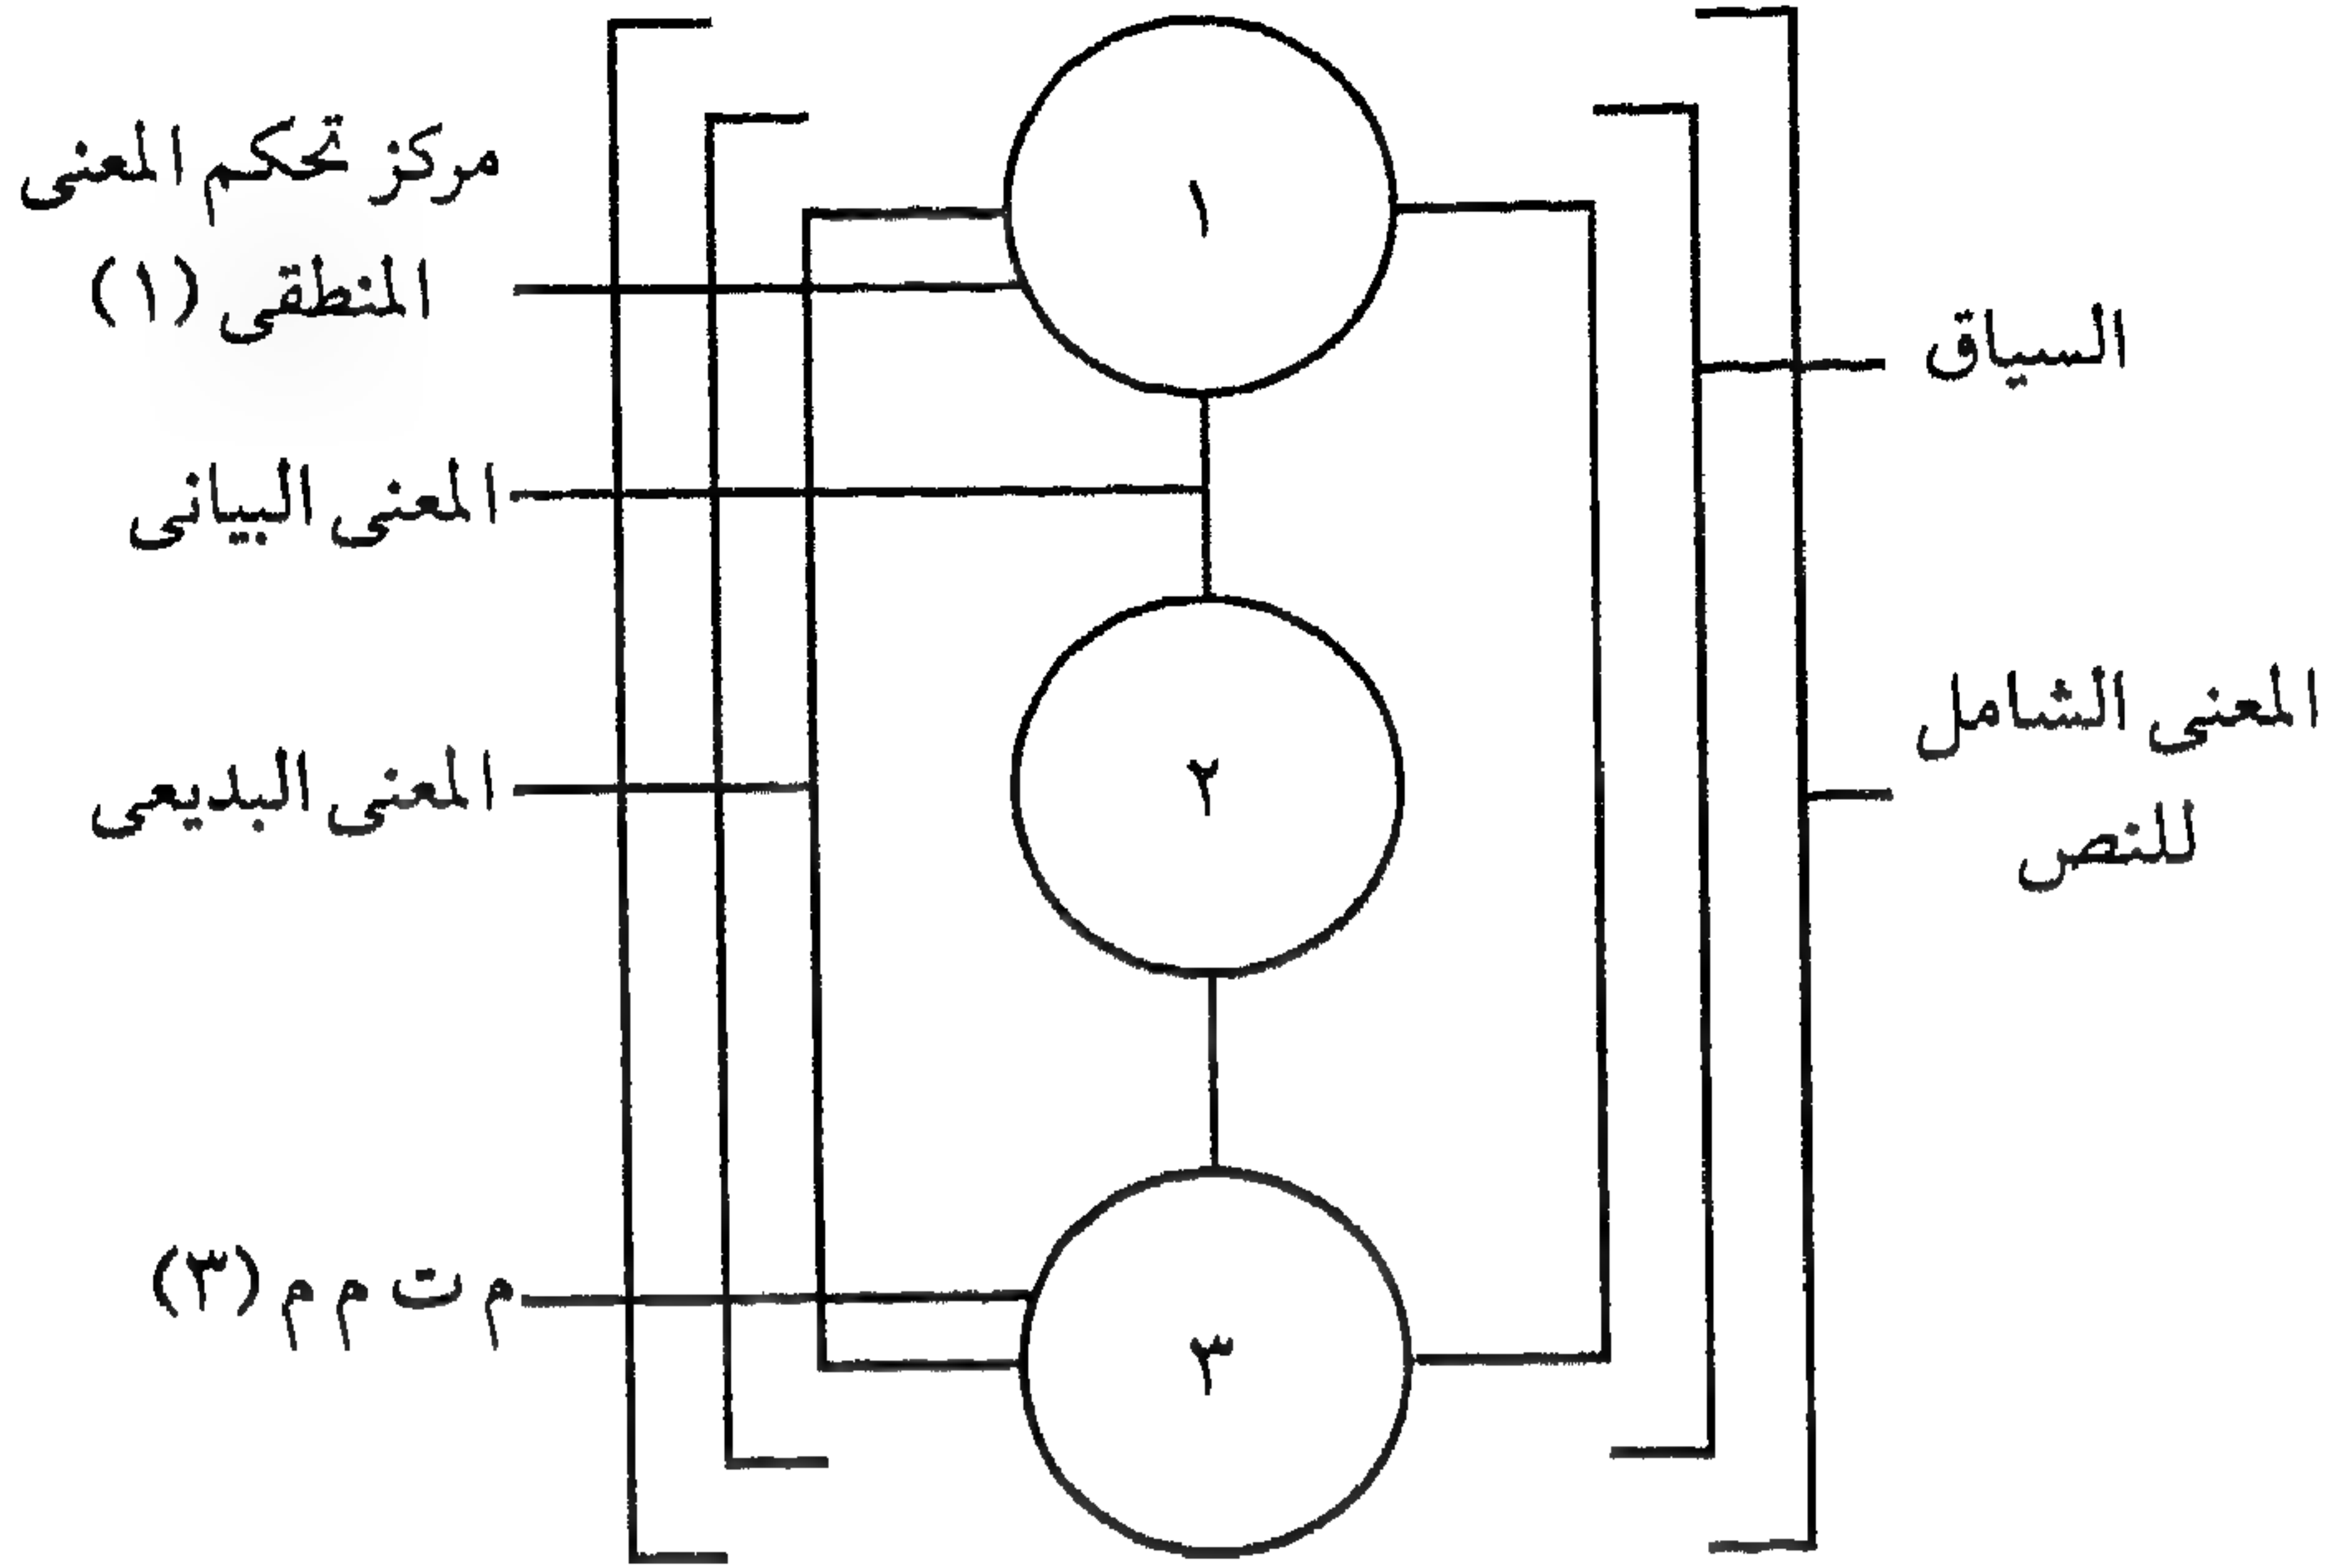 مركز تحكم المعنى
المنطقى (١)
المعنى البيانى
المعنى البديعى
م ت م م (٣)
١
٢
٣
السياق
المعنى الشامل
للنص